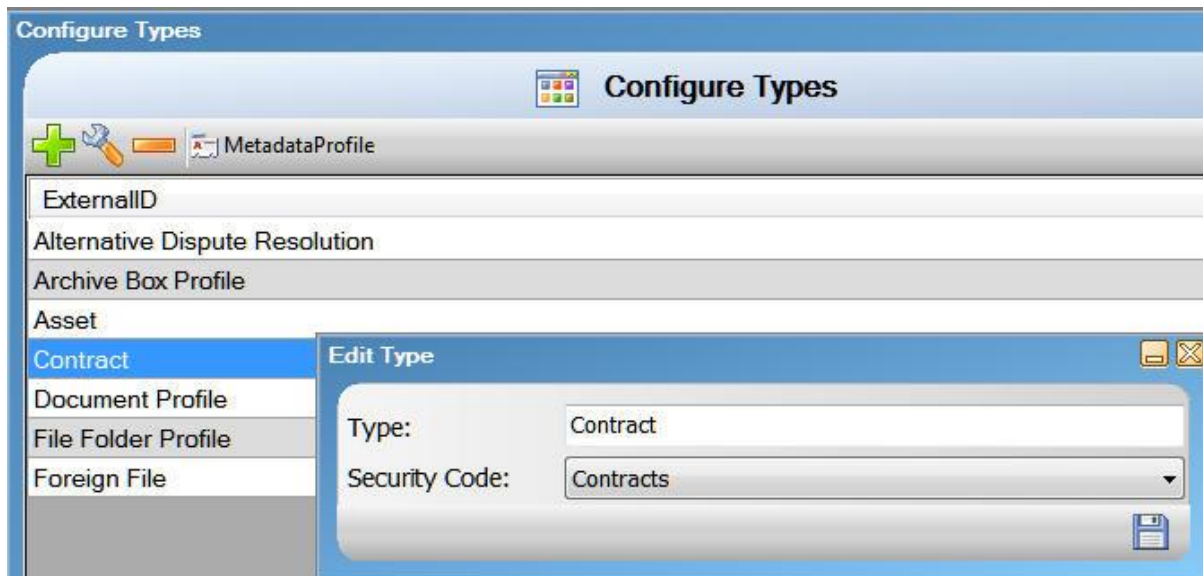 Configure Types
Configure Types
MetadataProfile
ExternalID
Alternative Dispute Resolution
Archive Box Profile
Asset
Contract
Edit Type
Document Profile
Type: Contract
File Folder Profile
Security Code: Contracts
Foreign File